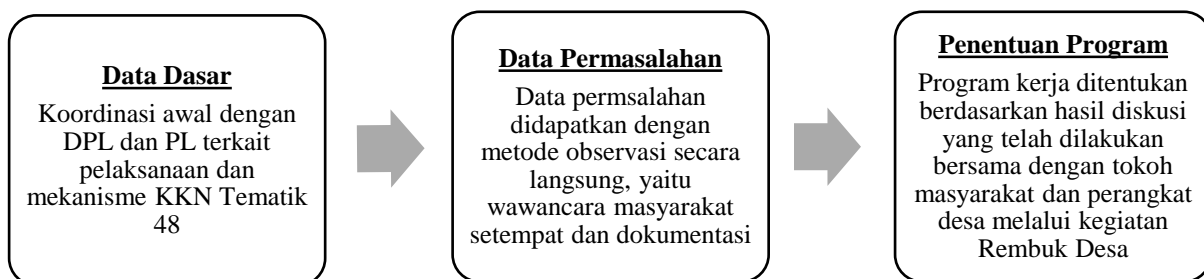 Data Dasar
Koordinasi awal dengan
DPL dan PL terkait
pelaksanaan dan
mekanisme KKN Tematik
48
Data Permasalahan
Data permsalahan
didapatkan dengan
metode observasi secara
langsung, yaitu
wawancara masyarakat
setempat dan dokumentasi
Penentuan Program
Program kerja ditentukan
berdasarkan hasil diskusi
yang telah dilakukan
bersama dengan tokoh
masyarakat dan perangkat
desa melalui kegiatan
Rembuk Desa